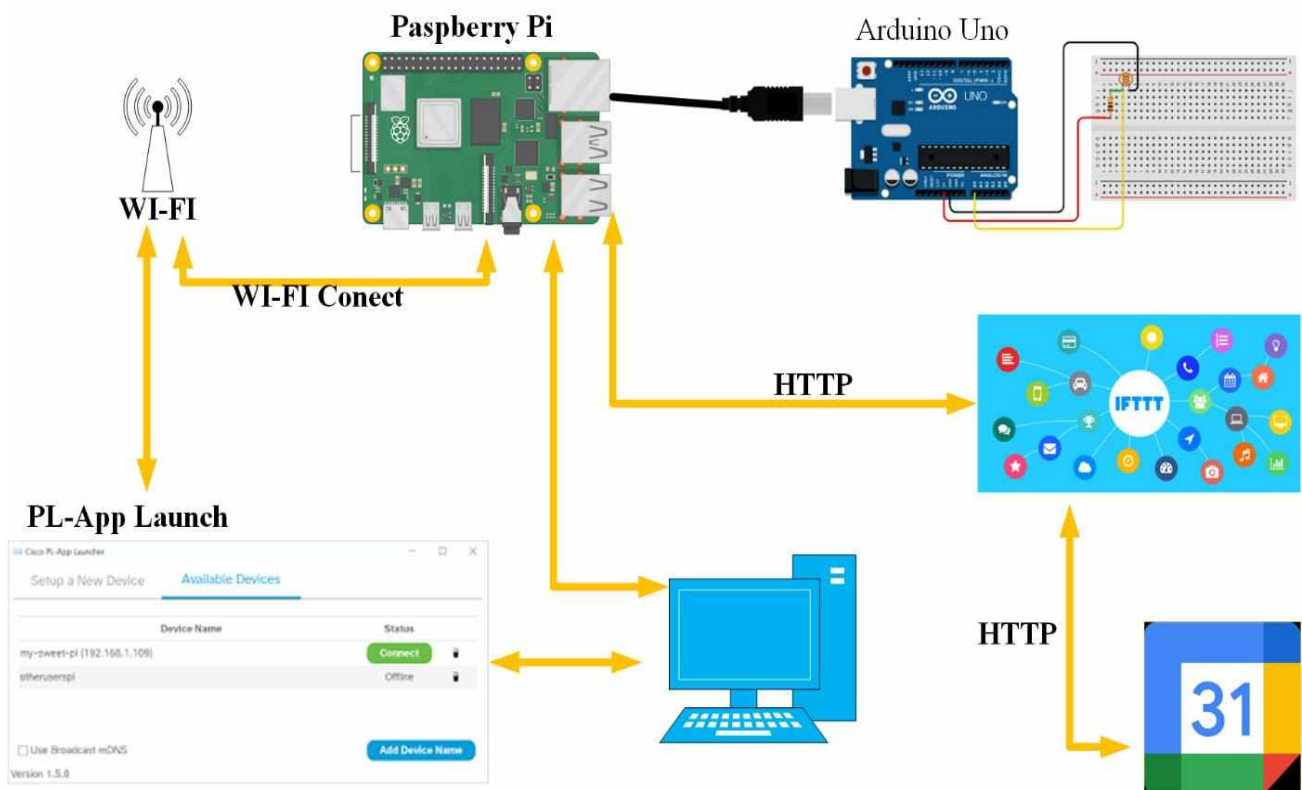 Paspberry Pi
Arduino Uno
UNO
ARDUINO
WI-FI
WI-FI Conect
HTTP
IFTTT
PL-App Launch
Cisco PL-App Launcher
Setup a New Device
Available Devices
Device Name
Status
my-sweet-pi (192.168.1.109)
Connect
otheruserspi
Offline
HTTP
31
Use Broadcast mDNS
Add Device Name
Version 1.5.8